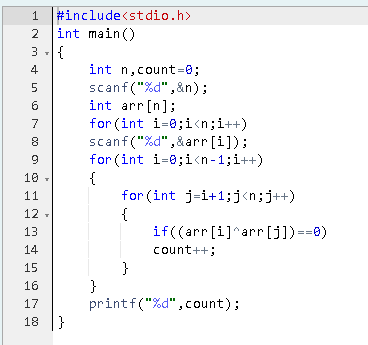 1 #include<stdio.h>
2 int main()
3 {
4     int n,count=0;
5     scanf("%d",&n);
6     int arr[n];
7     for(int i=0;i<n;i++)
8     scanf("%d",&arr[i]);
9     for(int i=0;i<n-1;i++)
10     {
11         for(int j=i+1;j<n;j++)
12         {
13             if((arr[i]^arr[j])==0)
14             count++;
15         }
16     }
17     printf("%d",count);
18 }